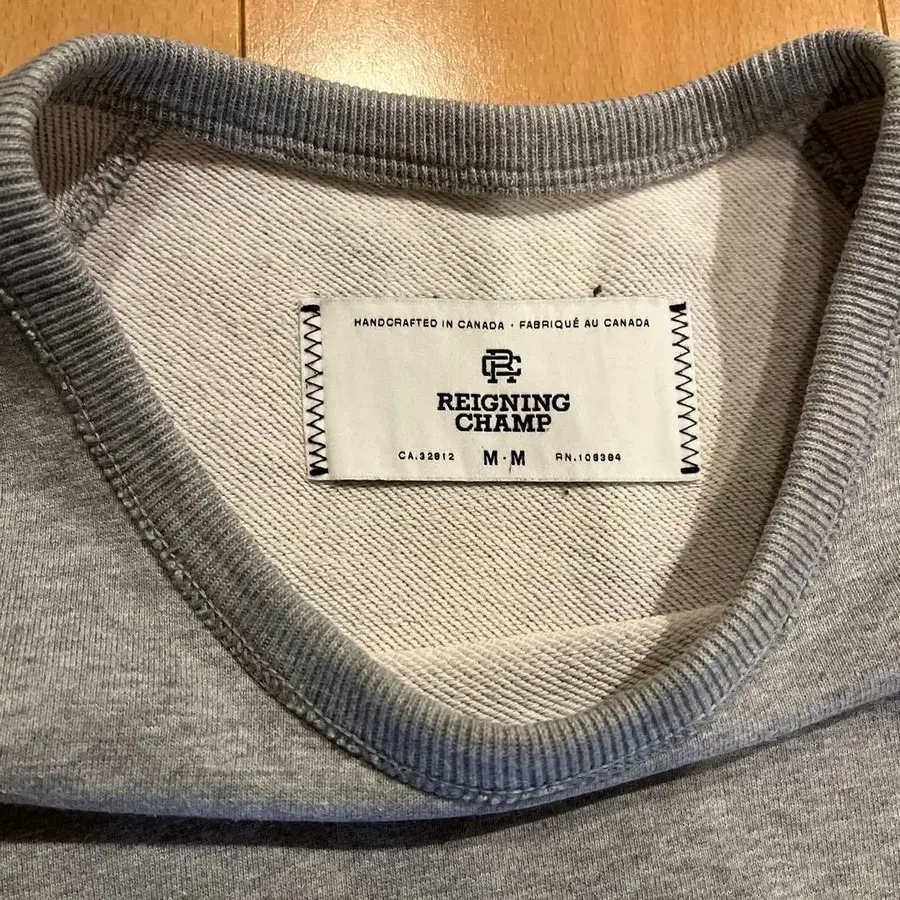 HANDCRAFTED IN CANADA · FABRIQUÉ AU CANADA
RC
REIGNING
CHAMP
CA.32812 M·M RN.108384